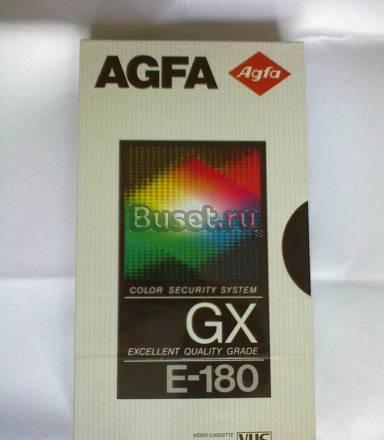 AGFA
Agfa
Buset.ru
COLOR SECURITY SYSTEM
GX
EXCELLENT QUALITY GRADE
E-180
VIDEO CASSETTE
VHS